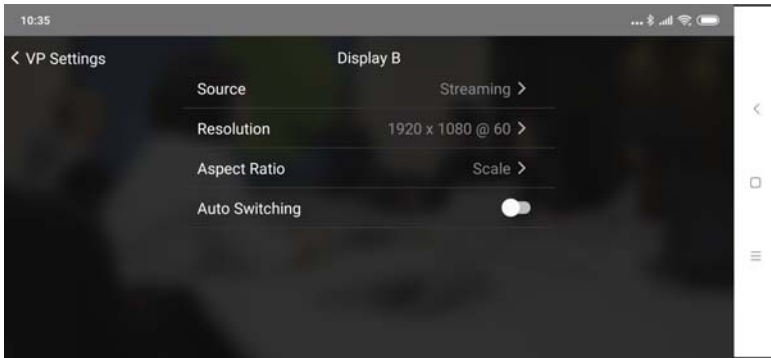 10:35
VP Settings
Display B
Source Streaming
Resolution 1920 x 1080 @ 60
Aspect Ratio Scale
Auto Switching